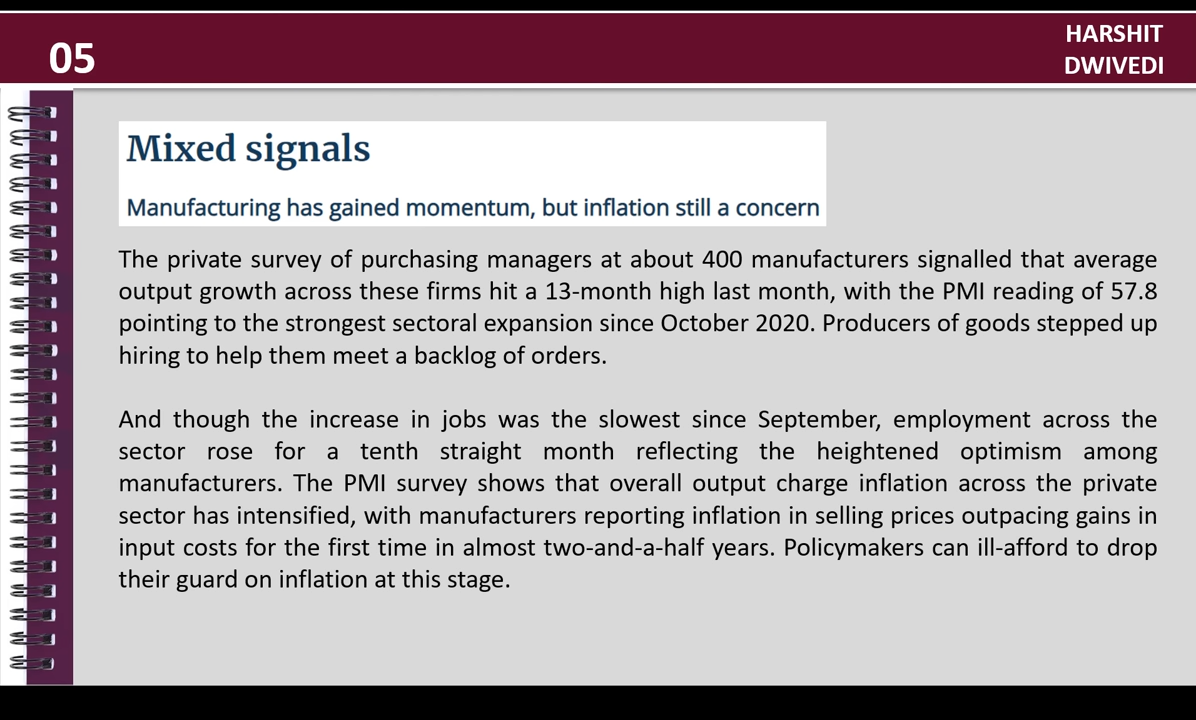 05
HARSHIT
DWIVEDI
Mixed signals
Manufacturing has gained momentum, but inflation still a concern
The private survey of purchasing managers at about 400 manufacturers signalled that average
output growth across these firms hit a 13-month high last month, with the PMI reading of 57.8
pointing to the strongest sectoral expansion since October 2020. Producers of goods stepped up
hiring to help them meet a backlog of orders.
And though the increase in jobs was the slowest since September, employment across the
sector rose for a tenth straight month reflecting the heightened optimism among
manufacturers. The PMI survey shows that overall output charge inflation across the private
sector has intensified, with manufacturers reporting inflation in selling prices outpacing gains in
input costs for the first time in almost two-and-a-half years. Policymakers can ill-afford to drop
their guard on inflation at this stage.